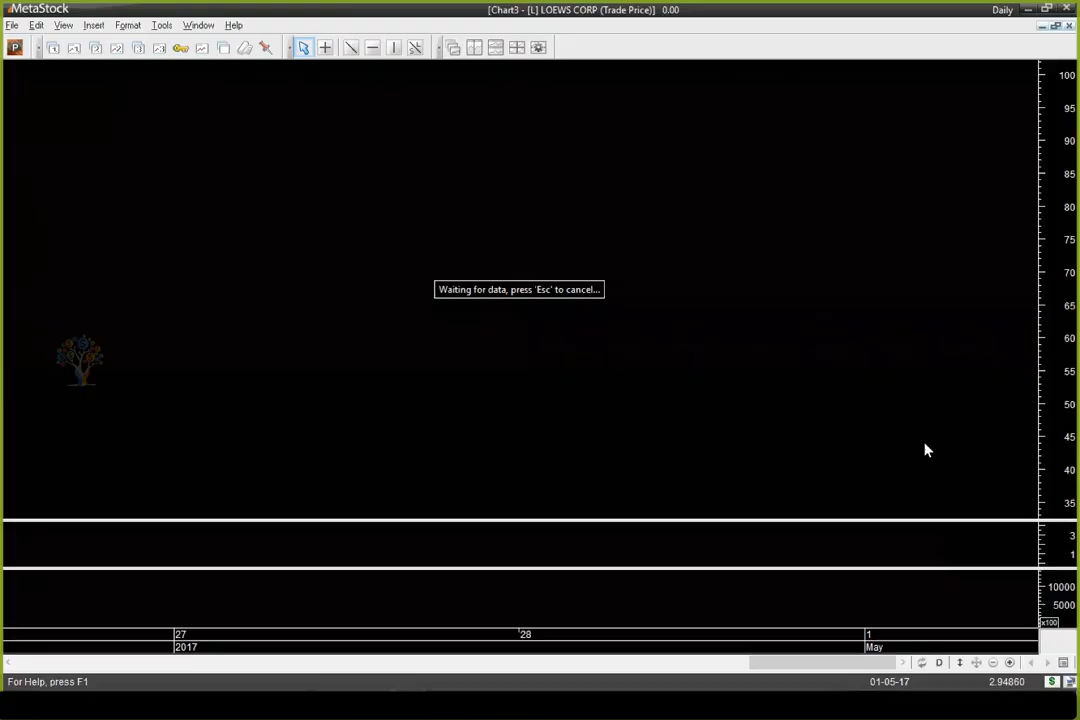 MetaStock
[Chart3 - [L] LOEWS CORP (Trade Price)] 0.00
Daily
File Edit View Insert Format Tools Window Help
100
95
90
85
80
75
70
Waiting for data, press 'Esc' to cancel...
65
60
55
50
45
40
35
3
1
10000
5000
x100
27 28 1
2017 May
D
For Help, press F1 01-05-17 2.94860